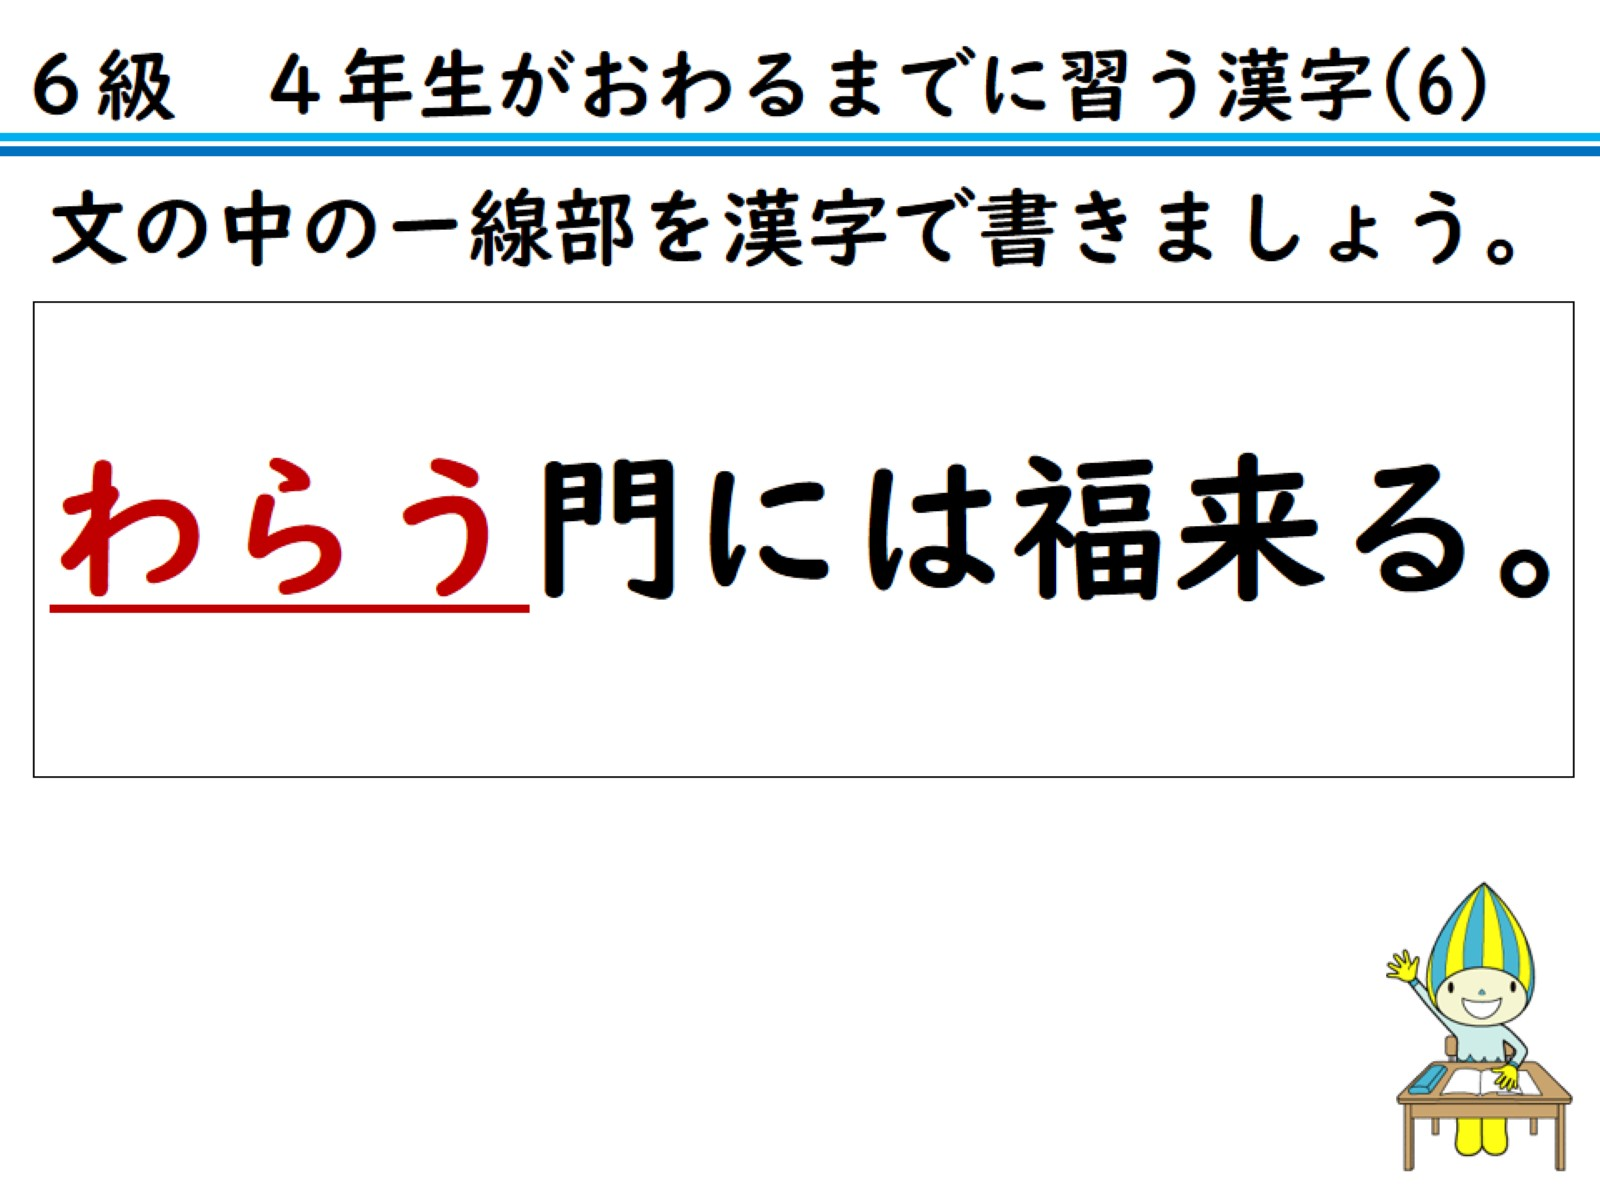 ６級　４年生がおわるまでに習う漢字(6)
文の中の一線部を漢字で書きましょう。
わらう門には福来る。